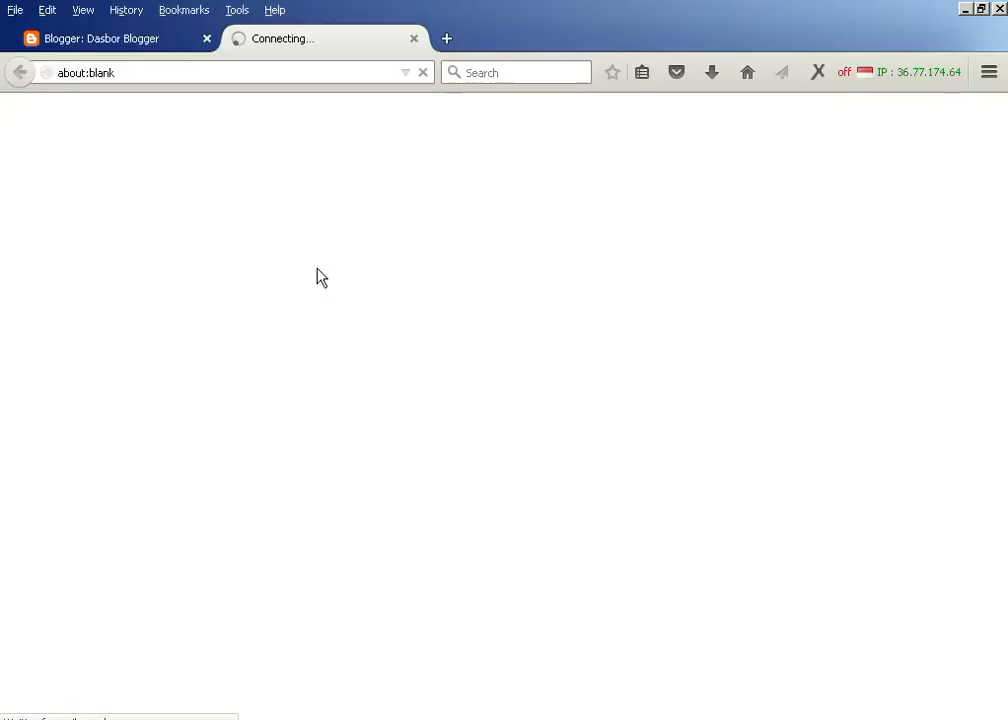 File Edit View History Bookmarks Tools Help
Blogger: Dasbor Blogger Connecting...
about:blank Search off IP : 36.77.174.64